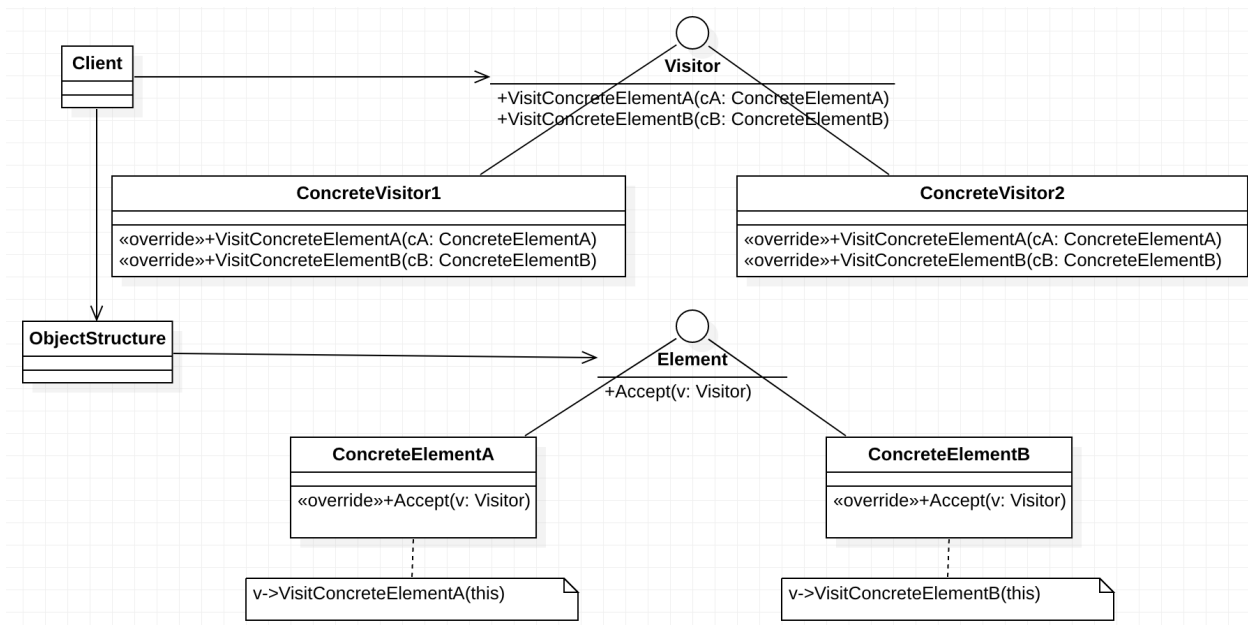 Client
Visitor
+VisitConcreteElementA(cA: ConcreteElementA)
+VisitConcreteElementB(cB: ConcreteElementB)
ConcreteVisitor1
«override»+VisitConcreteElementA(cA: ConcreteElementA)
«override»+VisitConcreteElementB(cB: ConcreteElementB)
ConcreteVisitor2
«override»+VisitConcreteElementA(cA: ConcreteElementA)
«override»+VisitConcreteElementB(cB: ConcreteElementB)
ObjectStructure
Element
+Accept(v: Visitor)
ConcreteElementA
«override»+Accept(v: Visitor)
ConcreteElementB
«override»+Accept(v: Visitor)
v->VisitConcreteElementA(this)
v->VisitConcreteElementB(this)